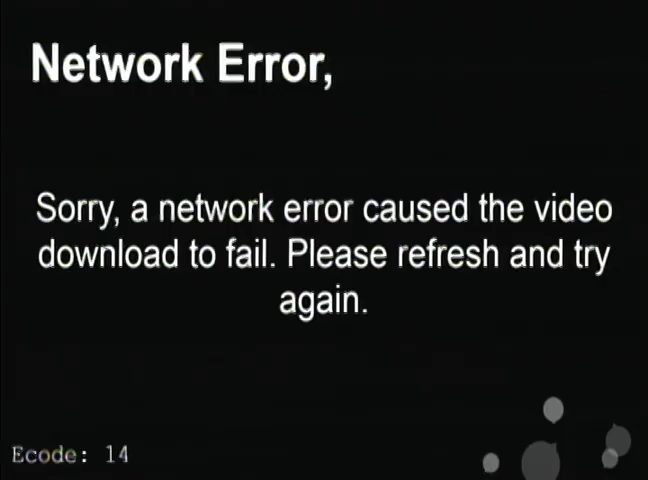 Network Error,
Sorry, a network error caused the video
download to fail. Please refresh and try
again.
Ecode: 14